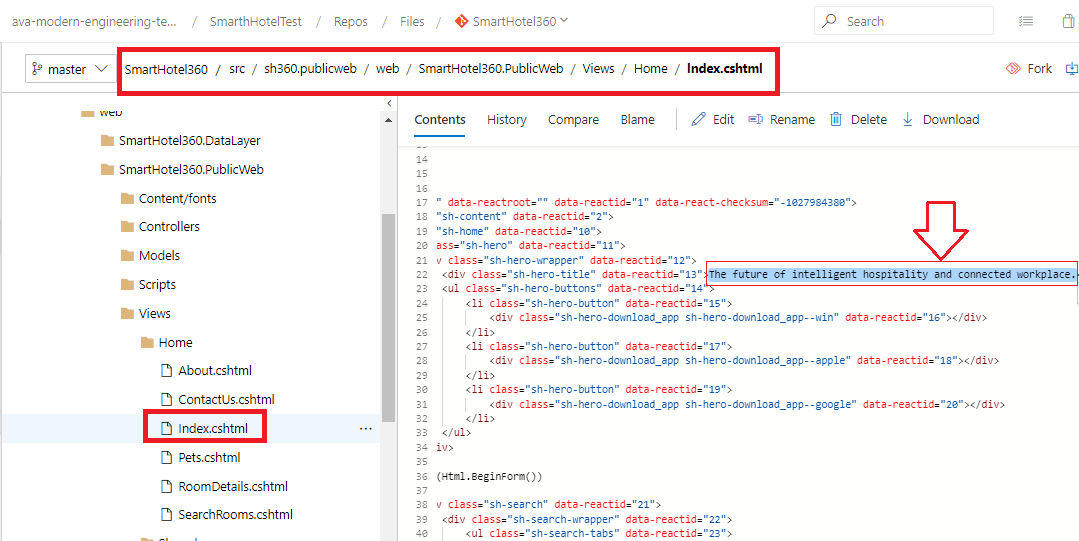 ava-modern-engineering-te... / SmarthHotelTest / Repos / Files / SmartHotel360 Search
master SmartHotel360 / src / sh360.publicweb / web / SmartHotel360.PublicWeb / Views / Home / Index.cshtml Fork
web
SmartHotel360.DataLayer
SmartHotel360.PublicWeb
Content/fonts
Controllers
Models
Scripts
Views
Home
About.cshtml
ContactUs.cshtml
Index.cshtml ...
Pets.cshtml
RoomDetails.cshtml
SearchRooms.cshtml
Contents History Compare Blame Edit Rename Delete Download
14
15
16
17 " data-reactroot="" data-reactid="1" data-react-checksum="-1027984380">
18 "sh-content" data-reactid="2">
19 "sh-home" data-reactid="10">
20 ass="sh-hero" data-reactid="11">
21 v class="sh-hero-wrapper" data-reactid="12">
22 <div class="sh-hero-title" data-reactid="13">The future of intelligent hospitality and connected workplace.
23 <ul class="sh-hero-buttons" data-reactid="14">
24 <li class="sh-hero-button" data-reactid="15">
25 <div class="sh-hero-download_app sh-hero-download_app--win" data-reactid="16"></div>
26 </li>
27 <li class="sh-hero-button" data-reactid="17">
28 <div class="sh-hero-download_app sh-hero-download_app--apple" data-reactid="18"></div>
29 </li>
30 <li class="sh-hero-button" data-reactid="19">
31 <div class="sh-hero-download_app sh-hero-download_app--google" data-reactid="20"></div>
32 </li>
33 </ul>
34 iv>
35
36 (Html.BeginForm())
37
38 v class="sh-search" data-reactid="21">
39 <div class="sh-search-wrapper" data-reactid="22">
40 <ul class="sh-search-tabs" data-reactid="23">